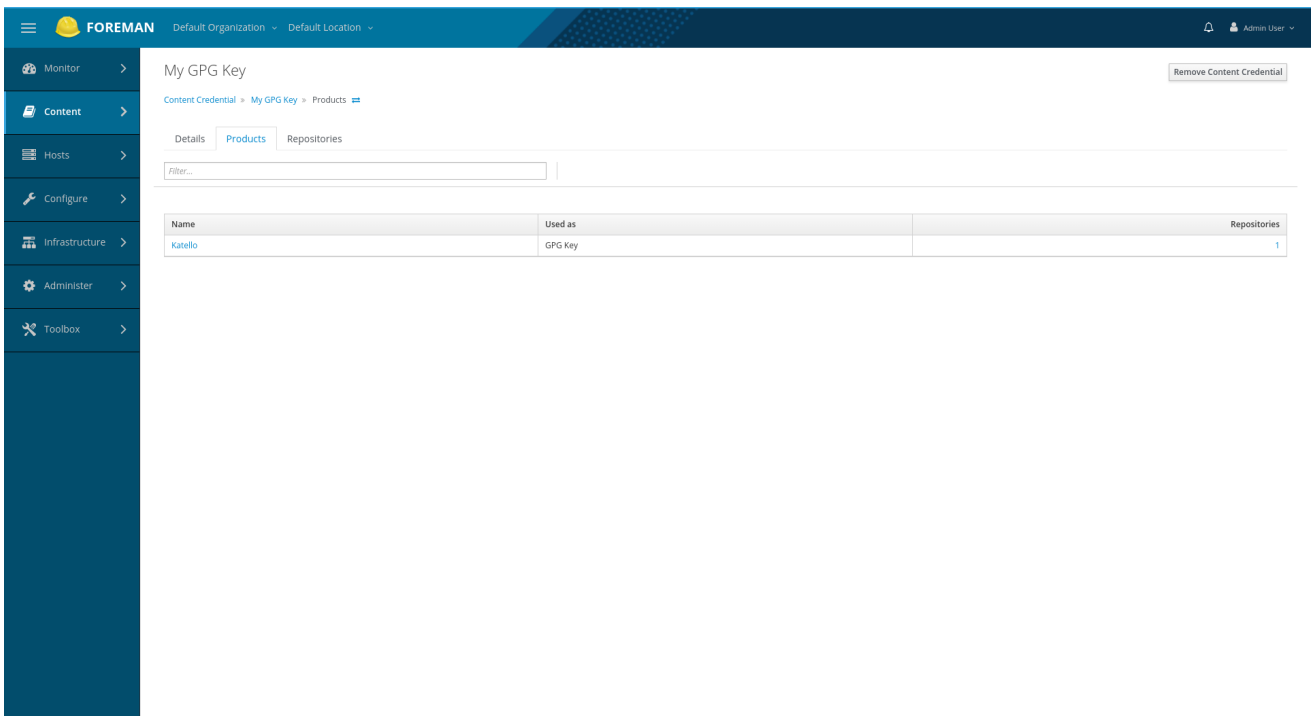 FOREMAN Default Organization Default Location Admin User
Monitor
Content
Hosts
Configure
Infrastructure
Administer
Toolbox
My GPG Key
Remove Content Credential
Content Credential » My GPG Key » Products
Details Products Repositories
Filter...
Name Used as Repositories
Katello GPG Key 1